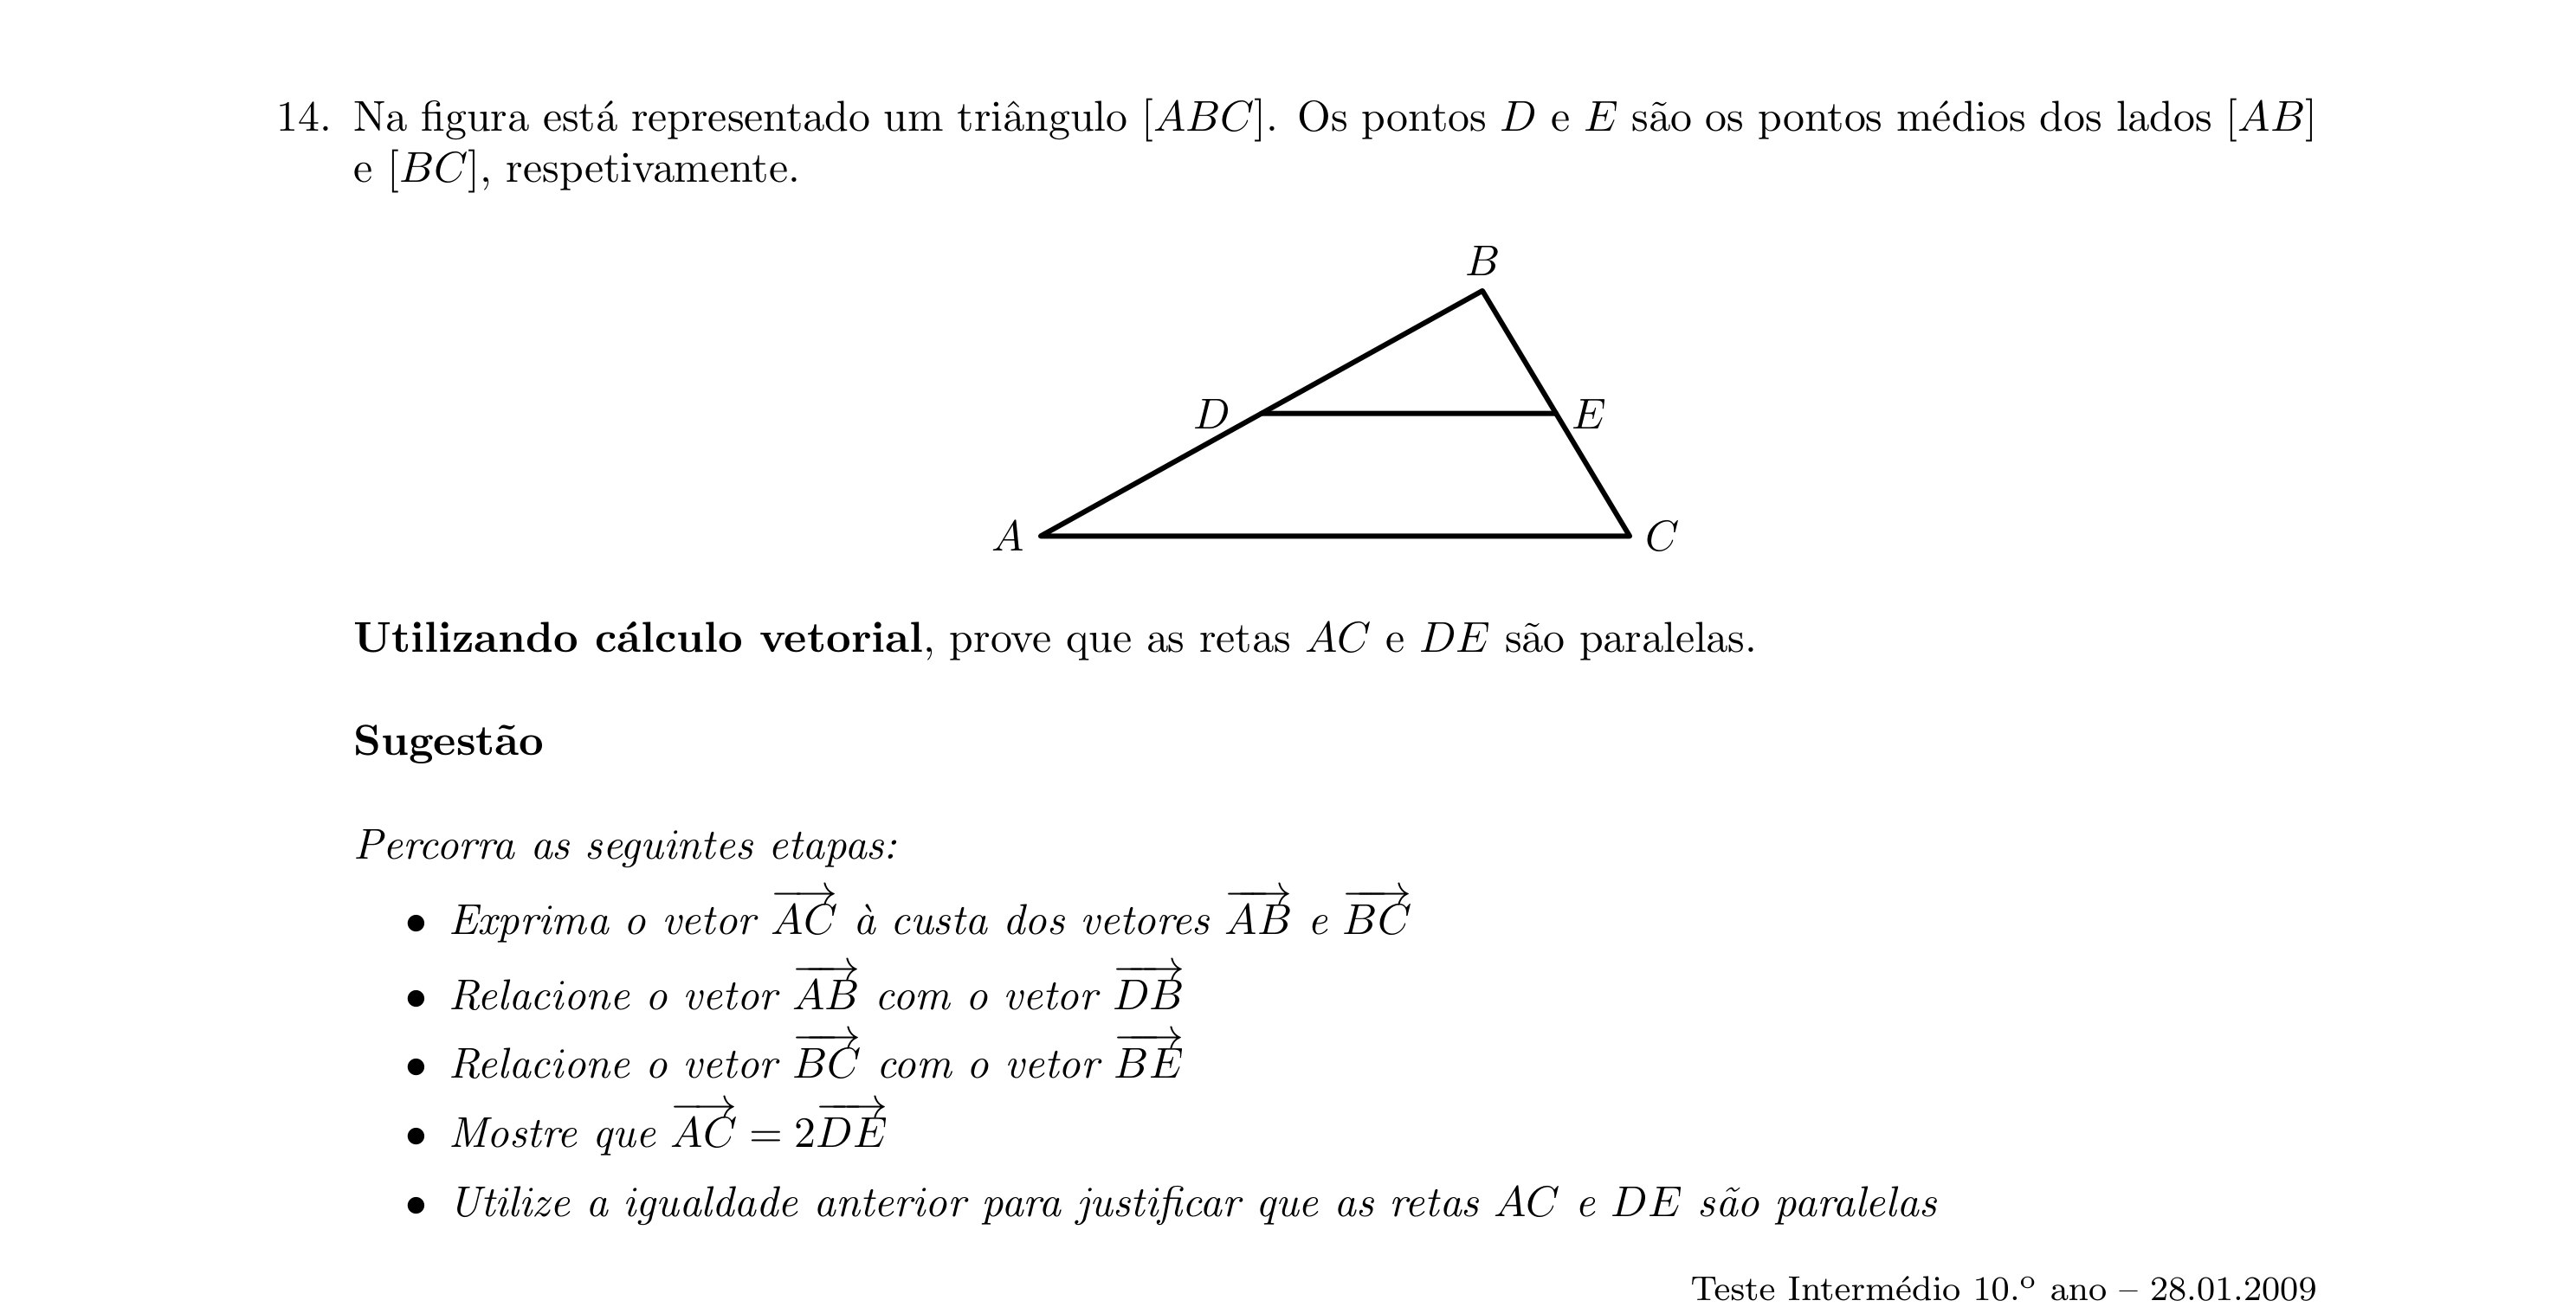 14. Na figura está representado um triângulo [ABC]. Os pontos D e E são os pontos médios dos lados [AB]
e [BC], respetivamente.
B
D E
A C
Utilizando cálculo vetorial, prove que as retas AC e DE são paralelas.
Sugestão
Percorra as seguintes etapas:
• Exprima o vetor $\overrightarrow{AC}$ à custa dos vetores $\overrightarrow{AB}$ e $\overrightarrow{BC}$
• Relacione o vetor $\overrightarrow{AB}$ com o vetor $\overrightarrow{DB}$
• Relacione o vetor $\overrightarrow{BC}$ com o vetor $\overrightarrow{BE}$
• Mostre que $\overrightarrow{AC} = 2\overrightarrow{DE}$
• Utilize a igualdade anterior para justificar que as retas AC e DE são paralelas
Teste Intermédio 10.º ano – 28.01.2009